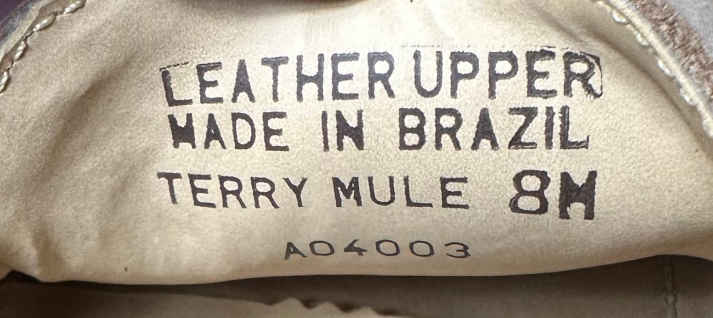 LEATHER UPPER
MADE IN BRAZIL
TERRY MULE 8M
A04003